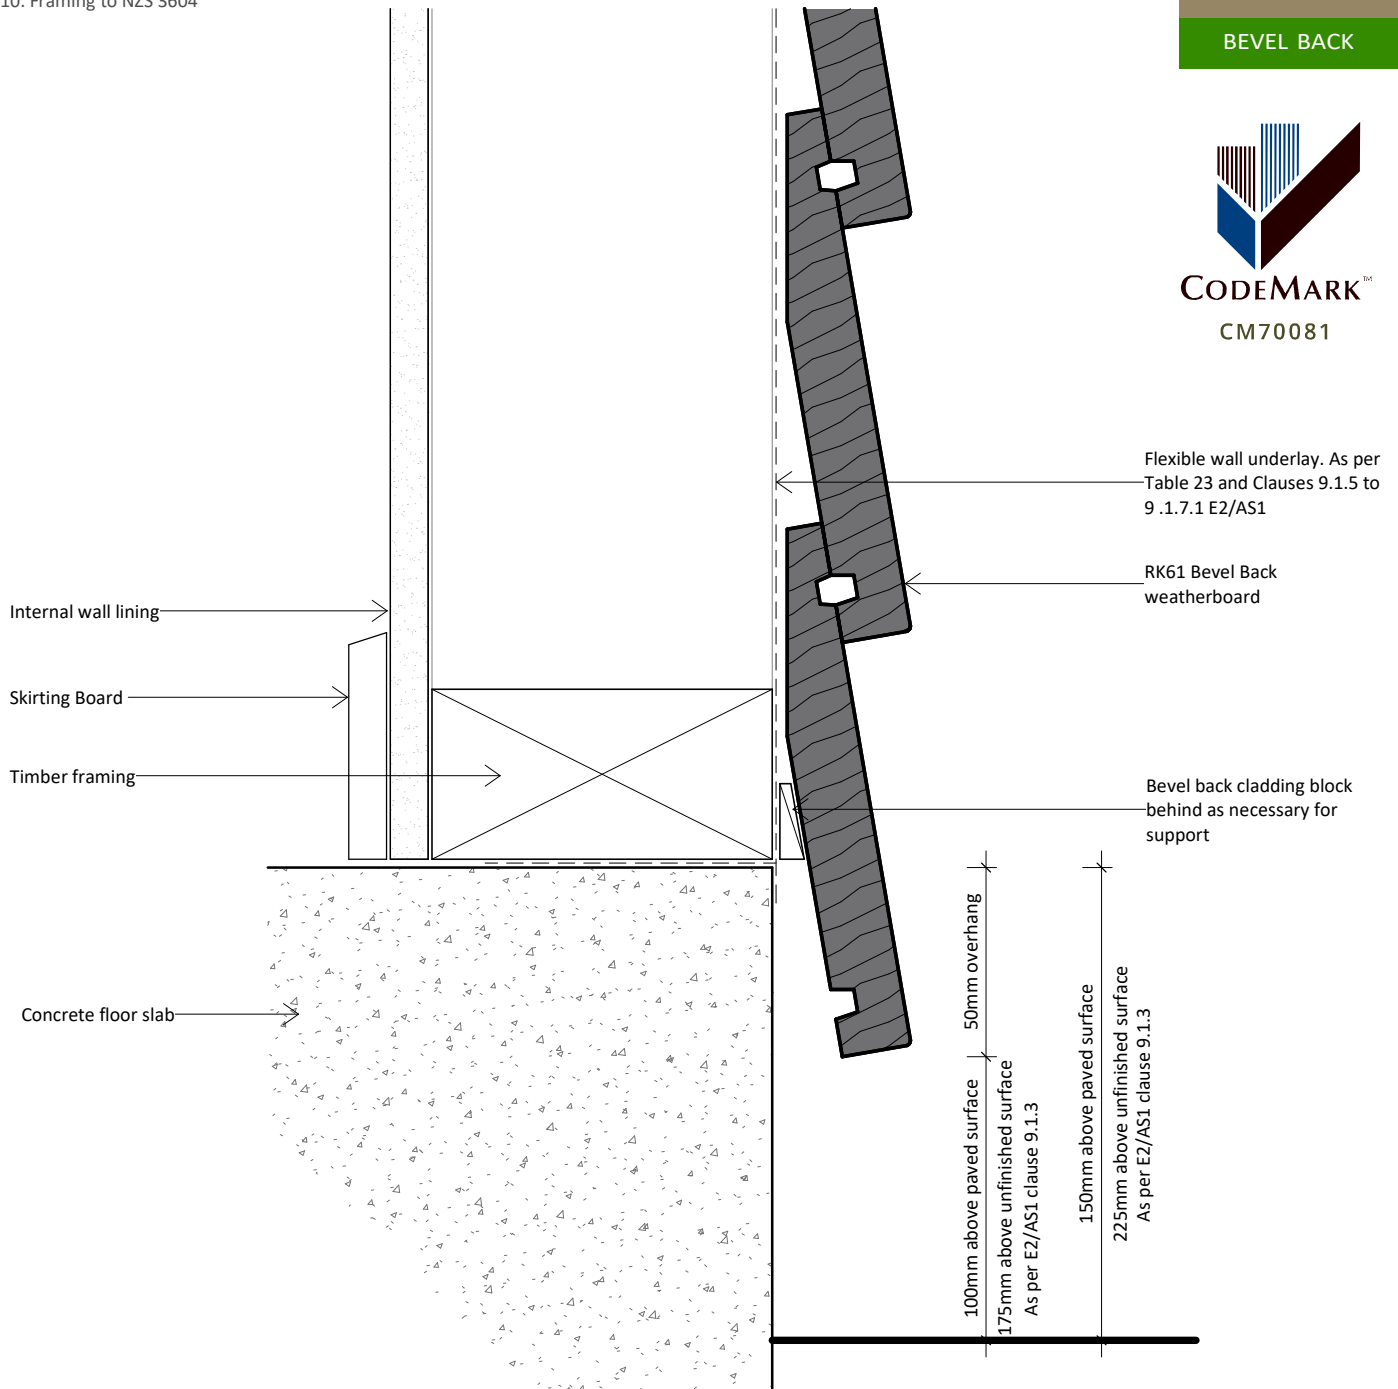 10. Framing to NZS 3604
BEVEL BACK
CODEMARK™
CM70081
Flexible wall underlay. As per
Table 23 and Clauses 9.1.5 to
9 .1.7.1 E2/AS1
RK61 Bevel Back
weatherboard
Internal wall lining
Skirting Board
Timber framing
Bevel back cladding block
behind as necessary for
support
Concrete floor slab
50mm overhang
100mm above paved surface
175mm above unfinished surface
As per E2/AS1 clause 9.1.3
150mm above paved surface
225mm above unfinished surface
As per E2/AS1 clause 9.1.3